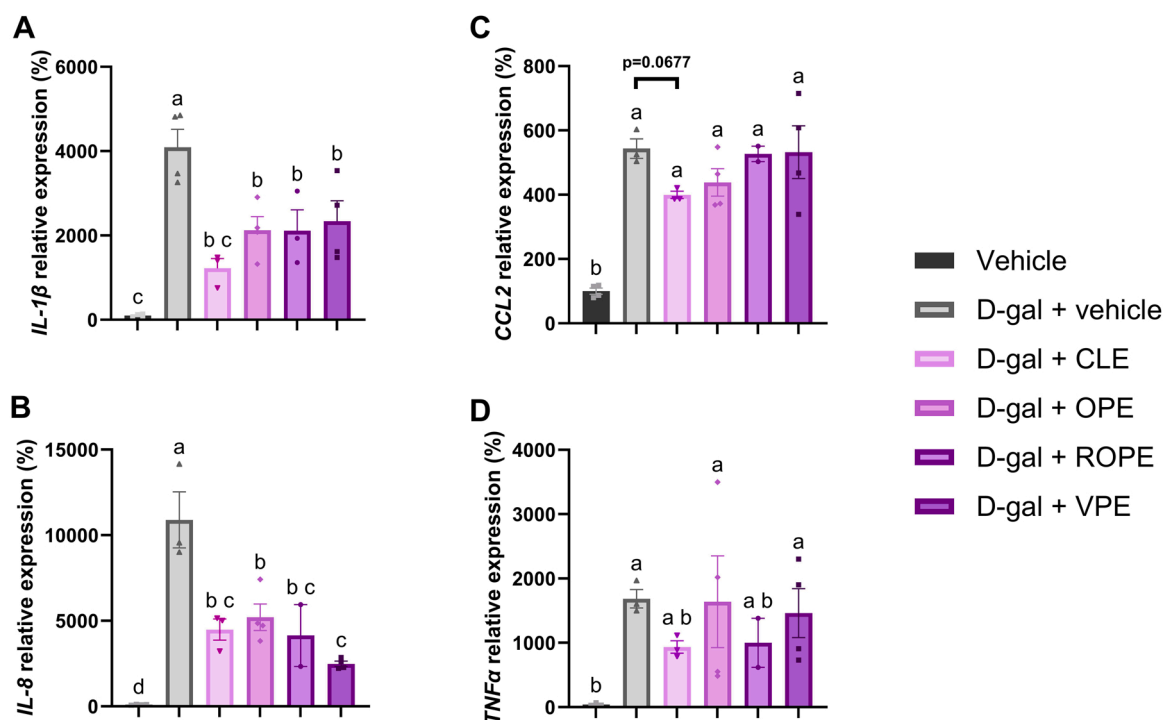 A
IL-1β relative expression (%)
6000
4000
2000
0
c
a
b c
b
b
b
C
CCL2 relative expression (%)
800
600
400
200
0
p=0.0677
b
a
a
a
a
a
B
IL-8 relative expression (%)
15000
10000
5000
0
d
a
b c
b
b c
c
D
TNFα relative expression (%)
4000
3000
2000
1000
0
b
a
a b
a
a b
a
Vehicle
D-gal + vehicle
D-gal + CLE
D-gal + OPE
D-gal + ROPE
D-gal + VPE